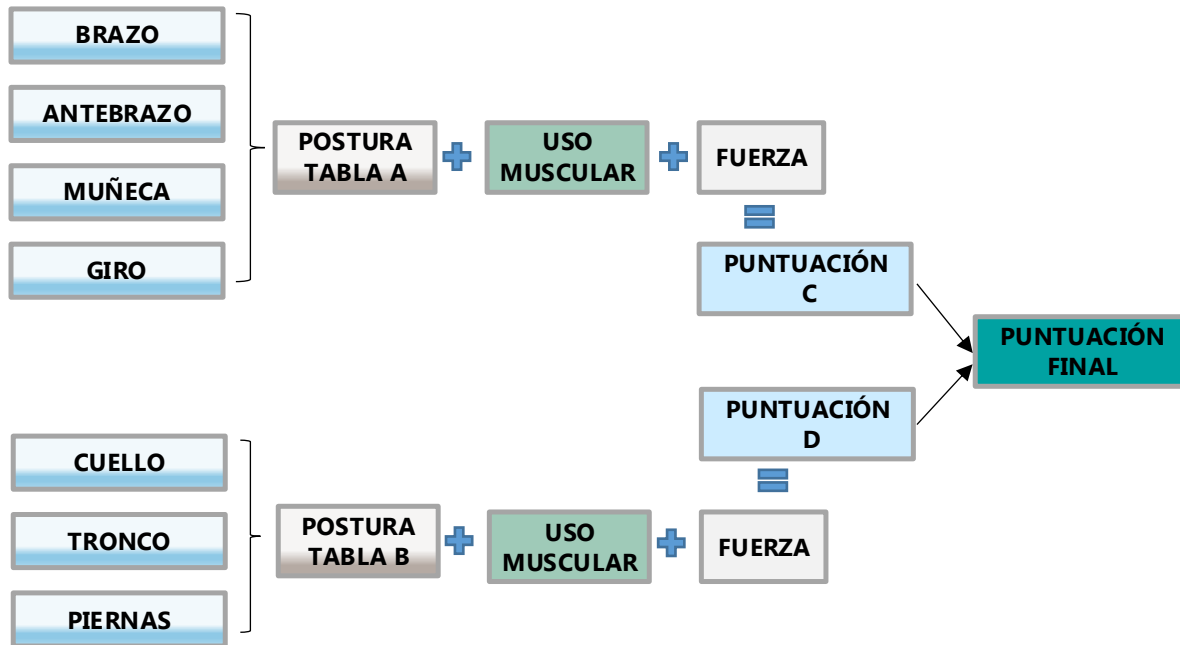 BRAZO
ANTEBRAZO
MUÑECA
GIRO
POSTURA
TABLA A
USO
MUSCULAR
FUERZA
PUNTUACIÓN
C
PUNTUACIÓN
FINAL
PUNTUACIÓN
D
CUELLO
TRONCO
PIERNAS
POSTURA
TABLA B
USO
MUSCULAR
FUERZA